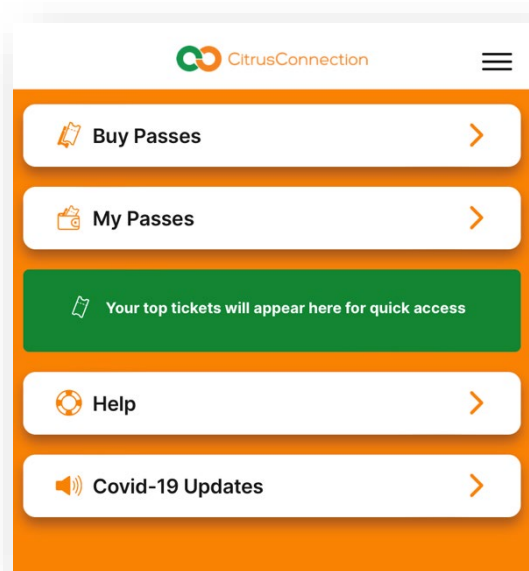 CitrusConnection
Buy Passes
My Passes
Your top tickets will appear here for quick access
Help
Covid-19 Updates